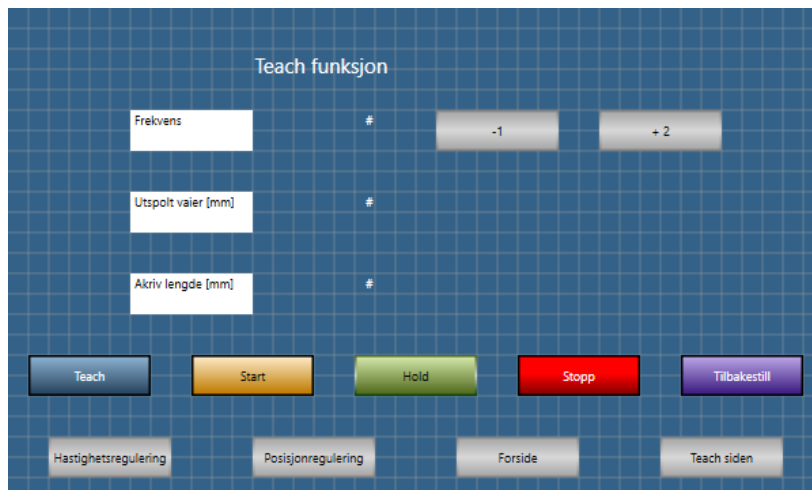 Teach funksjon
Frekvens # -1 + 2
Utspolt vaier [mm] #
Akriv lengde [mm] #
Teach Start Hold Stopp Tilbakestill
Hastighetsregulering Posisjonregulering Forside Teach siden